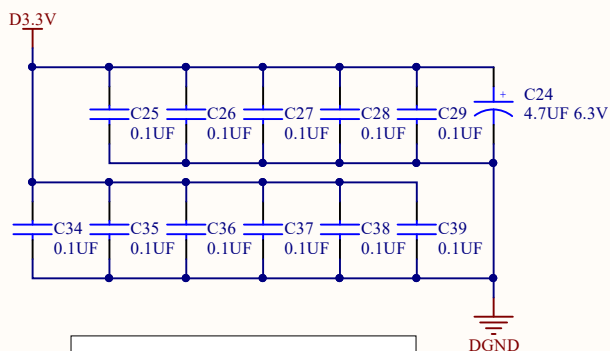 D3.3V
C25 C26 C27 C28 C29 C24
0.1UF 0.1UF 0.1UF 0.1UF 0.1UF 4.7UF 6.3V
+
C34 C35 C36 C37 C38 C39
0.1UF 0.1UF 0.1UF 0.1UF 0.1UF 0.1UF
DGND